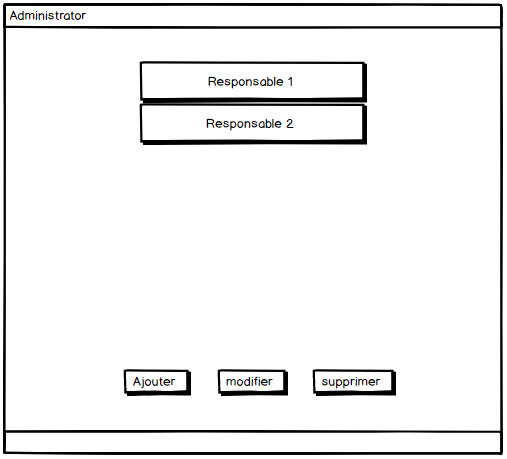 Administrator
Responsable 1
Responsable 2
Ajouter modifier supprimer